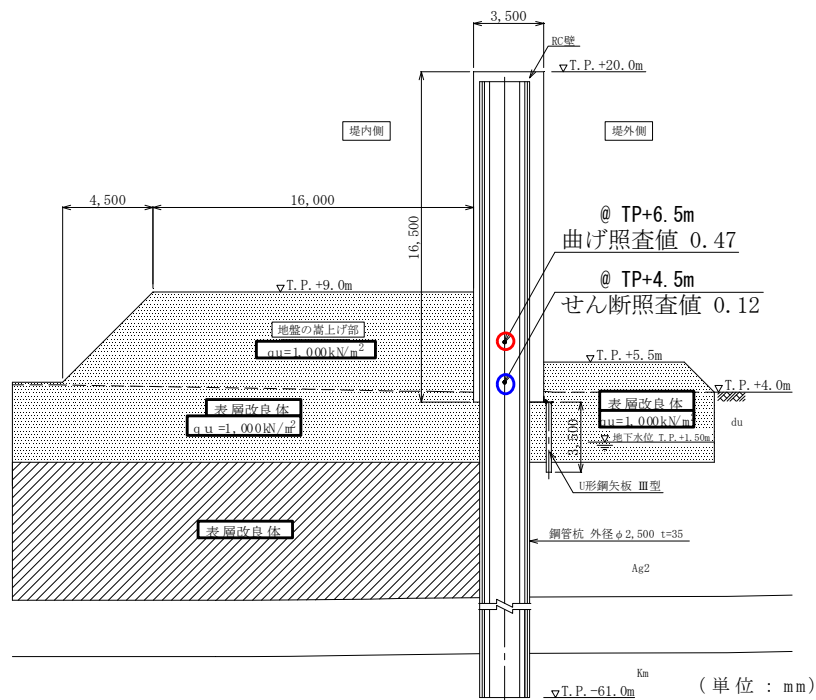 3,500
RC壁
▽T.P.+20.0m
堤内側
堤外側
4,500
16,000
16,500
@ TP+6.5m
曲げ照査値 0.47
@ TP+4.5m
せん断照査値 0.12
▽T.P.+9.0m
地盤の嵩上げ部
qu=1,000kN/m²
▽T.P.+5.5m
▽T.P.+4.0m
表層改良体
qu=1,000kN/m²
表層改良体
qu=1,000kN/m²
du
3,500
▽地下水位 T.P.+1.50m
U形鋼矢板 Ⅲ型
表層改良体
鋼管杭 外径φ2,500 t=35
Ag2
Km
▽T.P.-61.0m
(単位 : mm)